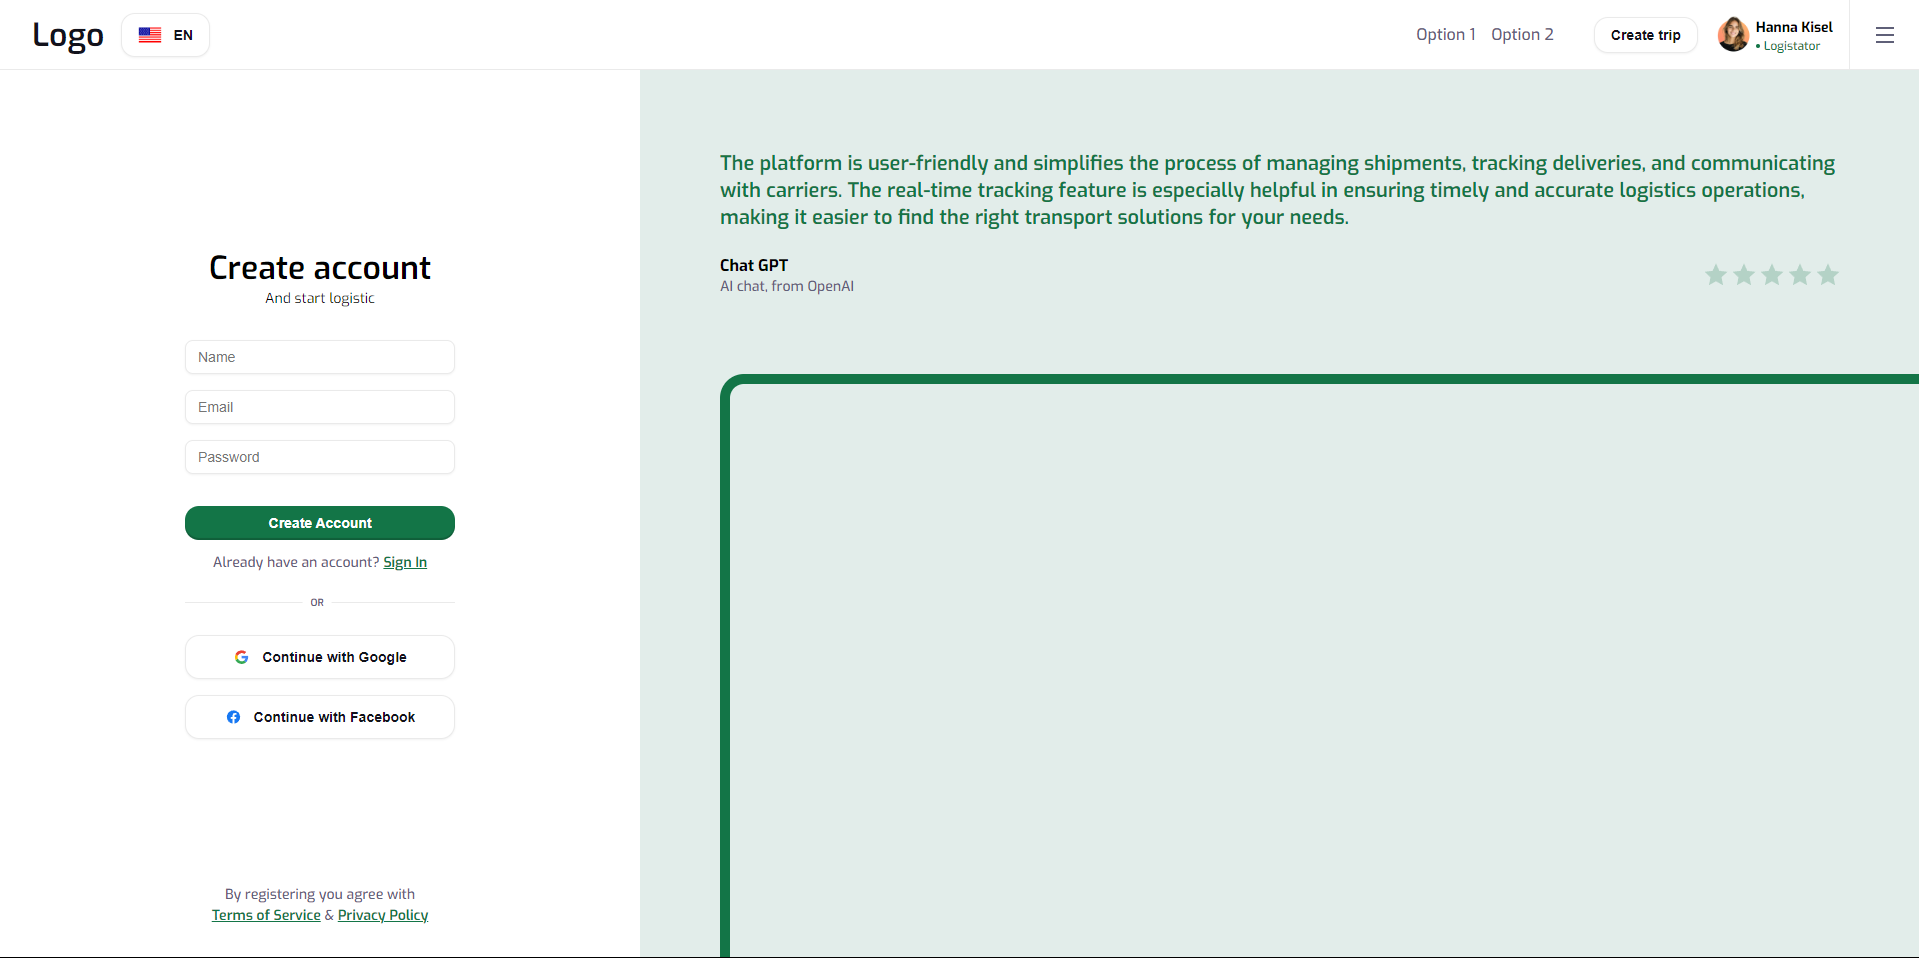 Logo
EN
Option 1
Option 2
Create trip
Hanna Kisel
• Logistator
Create account
And start logistic
Name
Email
Password
Create Account
Already have an account? Sign In
OR
Continue with Google
Continue with Facebook
By registering you agree with
Terms of Service & Privacy Policy
The platform is user-friendly and simplifies the process of managing shipments, tracking deliveries, and communicating
with carriers. The real-time tracking feature is especially helpful in ensuring timely and accurate logistics operations,
making it easier to find the right transport solutions for your needs.
Chat GPT
AI chat, from OpenAI